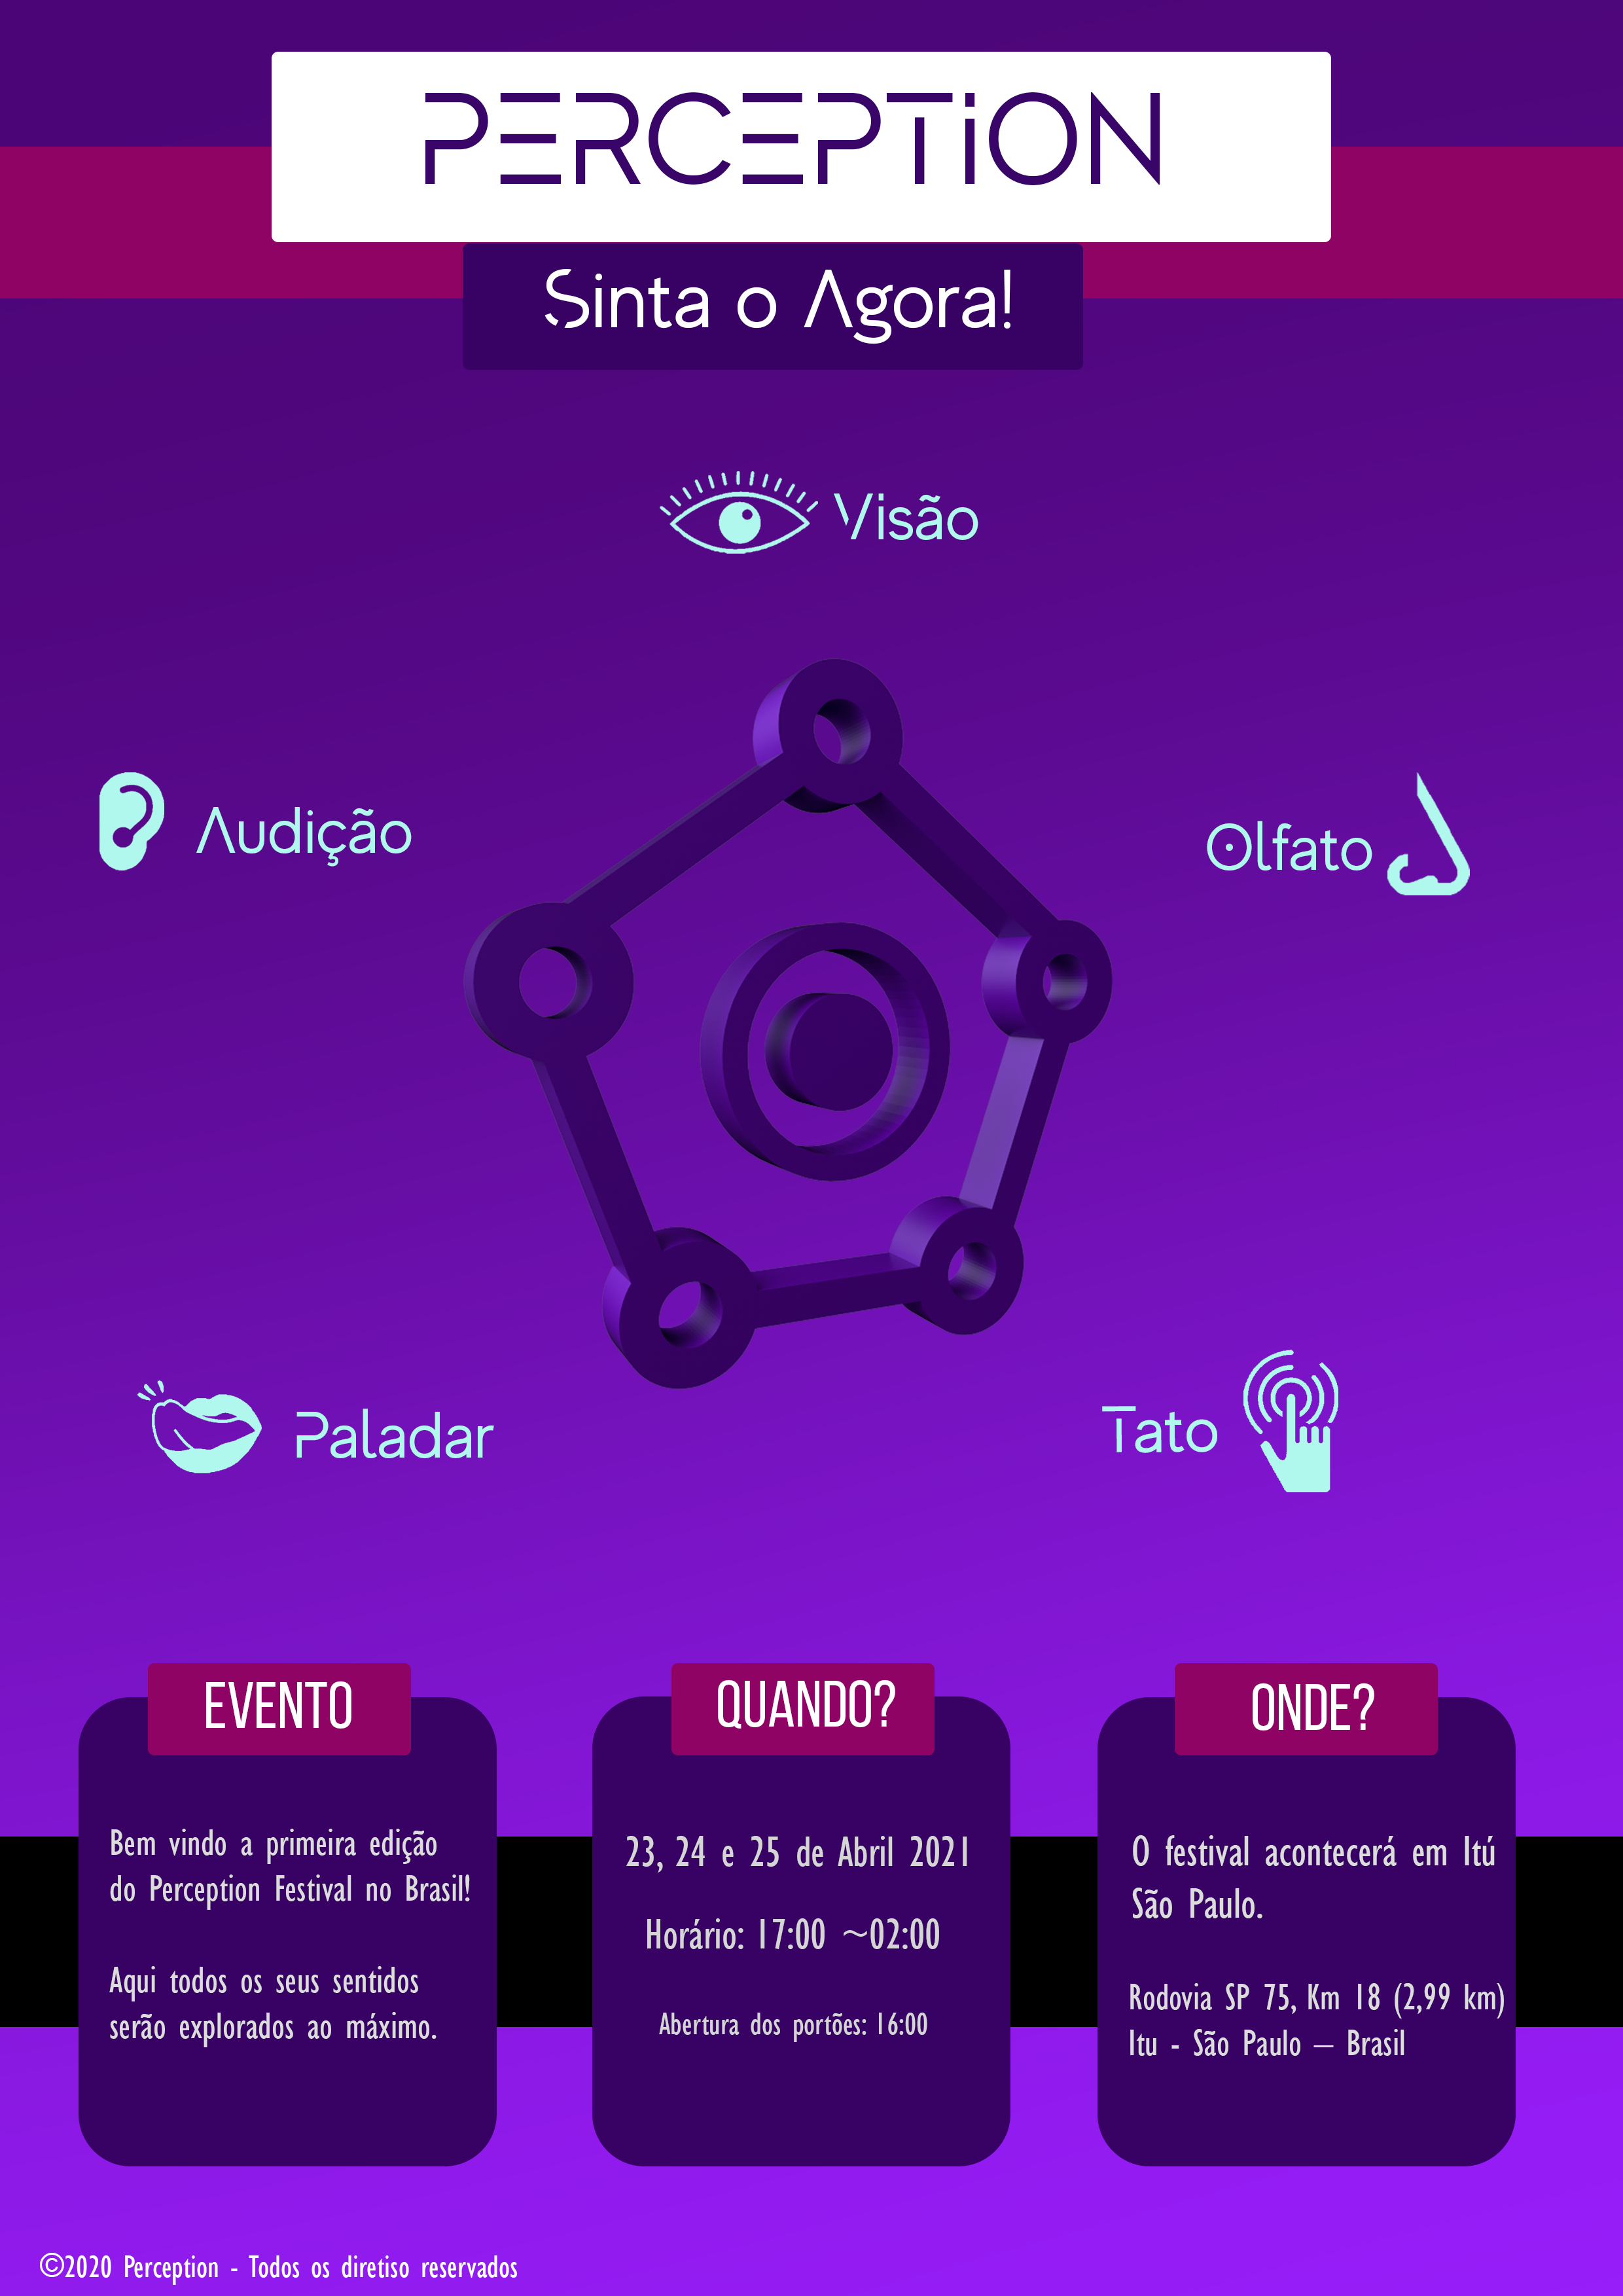 PERCEPTiON
Sinta o Agora!
Visão
Audição
Olfato
Paladar
Tato
EVENTO
Bem vindo a primeira edição
do Perception Festival no Brasil!
Aqui todos os seus sentidos
serão explorados ao máximo.
QUANDO?
23, 24 e 25 de Abril 2021
Horário: 17:00 ~02:00
Abertura dos portões: 16:00
ONDE?
O festival acontecerá em Itú
São Paulo.
Rodovia SP 75, Km 18 (2,99 km)
Itu - São Paulo – Brasil
©2020 Perception - Todos os diretiso reservados